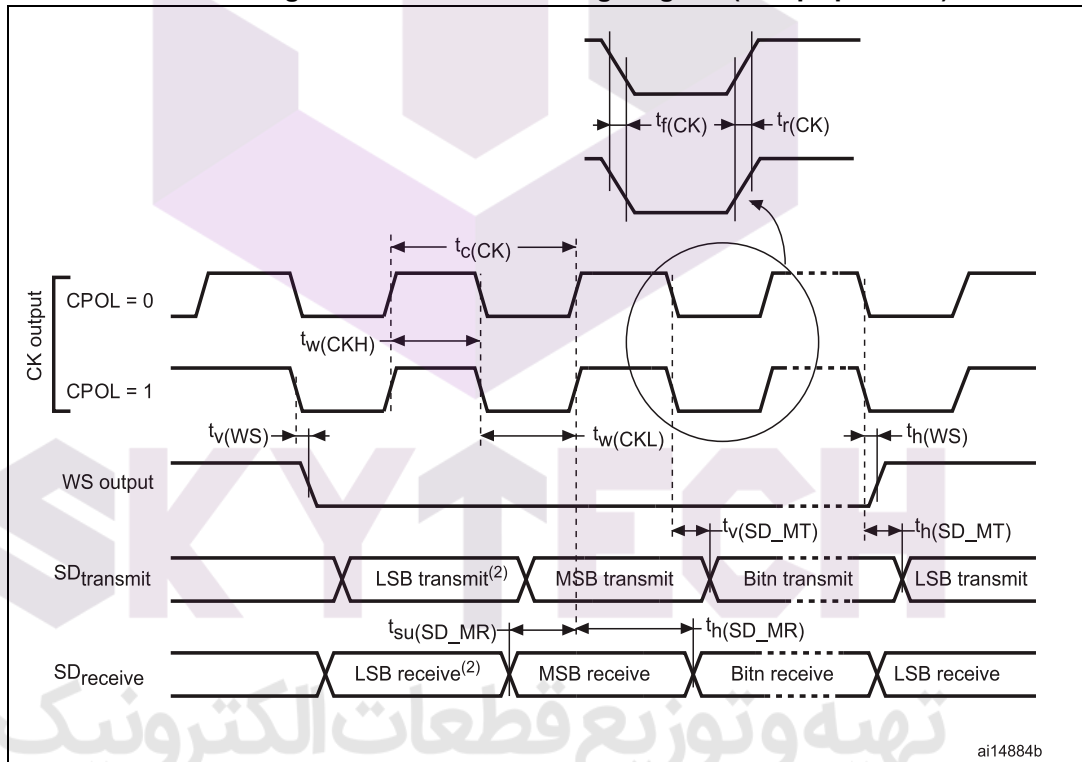 tf(CK)
tr(CK)
tc(CK)
CK output
CPOL = 0
tw(CKH)
CPOL = 1
tv(WS)
tw(CKL)
th(WS)
WS output
tv(SD_MT)
th(SD_MT)
SDtransmit
LSB transmit(2)
MSB transmit
Bitn transmit
LSB transmit
tsu(SD_MR)
th(SD_MR)
SDreceive
LSB receive(2)
MSB receive
Bitn receive
LSB receive
SKYTECH
تهیه و توزیع قطعات الکترونیک
ai14884b